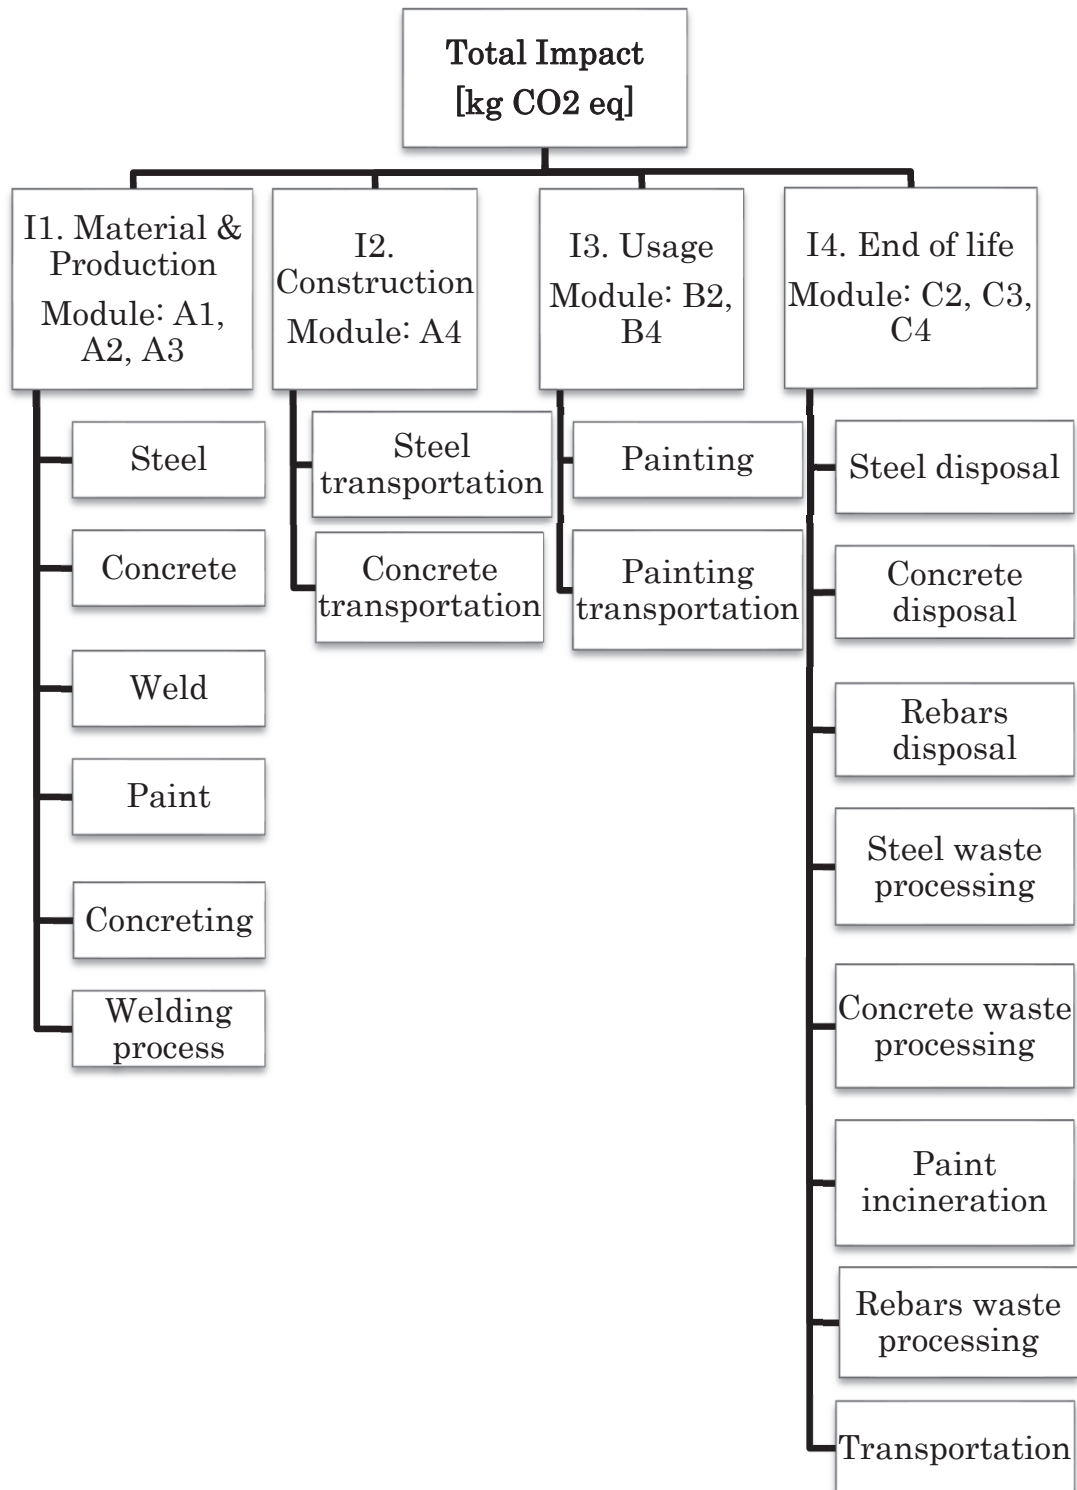 Total Impact
[kg CO2 eq]
I1. Material &
Production
Module: A1,
A2, A3
Steel
Concrete
Weld
Paint
Concreting
Welding
process
I2.
Construction
Module: A4
Steel
transportation
Concrete
transportation
I3. Usage
Module: B2,
B4
Painting
Painting
transportation
I4. End of life
Module: C2, C3,
C4
Steel disposal
Concrete
disposal
Rebars
disposal
Steel waste
processing
Concrete waste
processing
Paint
incineration
Rebars waste
processing
Transportation